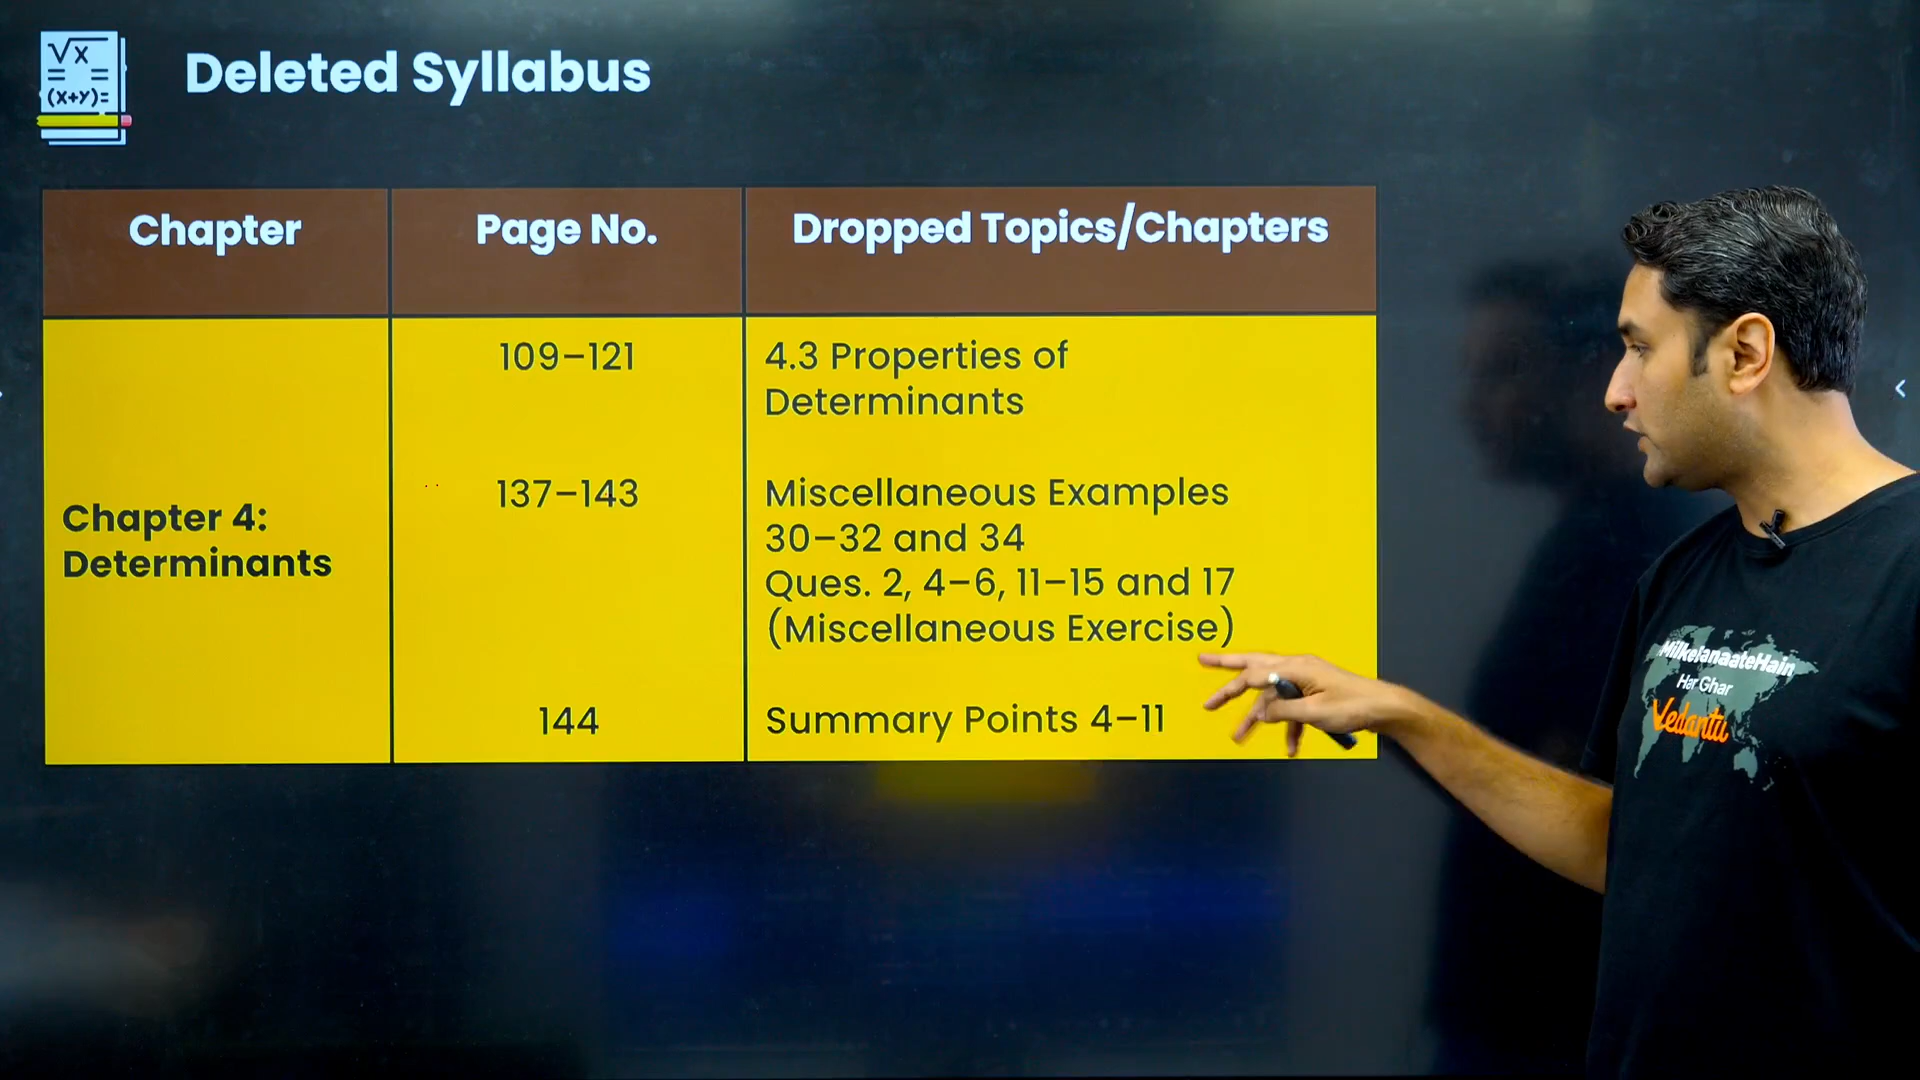 √x
= =
(x+y)=
Deleted Syllabus
Chapter
Page No.
Dropped Topics/Chapters
Chapter 4:
Determinants
109–121
4.3 Properties of
Determinants
137–143
Miscellaneous Examples
30–32 and 34
Ques. 2, 4–6, 11–15 and 17
(Miscellaneous Exercise)
144
Summary Points 4–11
MilkeJanaateHain
Har Ghar
Vedantu